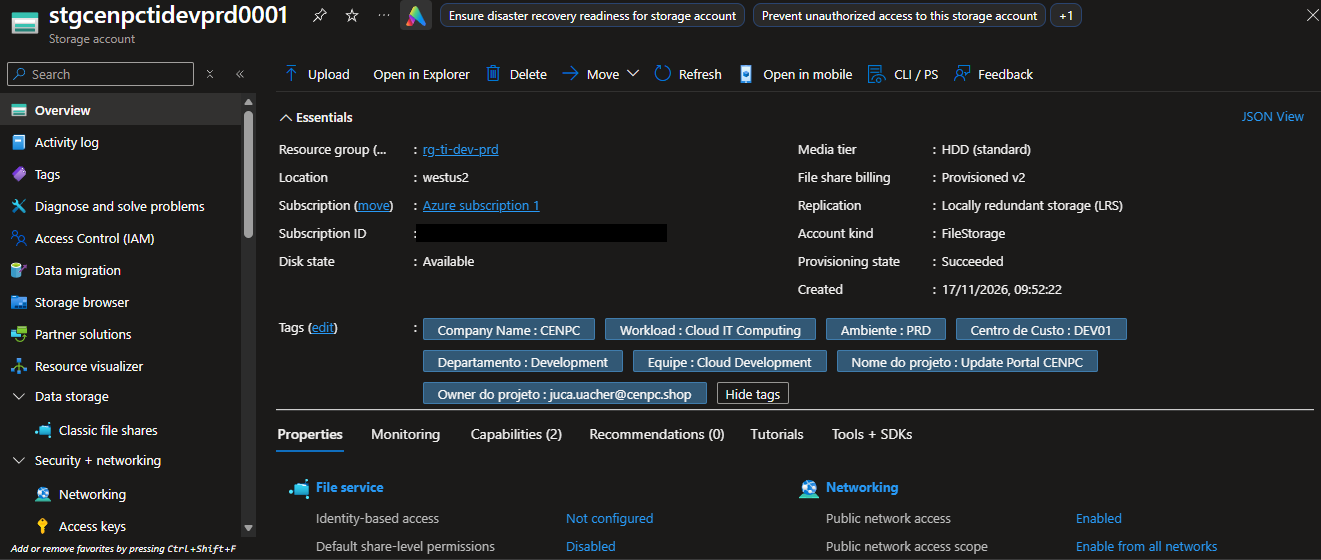 stgcenpctidevprd0001
Storage account
Ensure disaster recovery readiness for storage account
Prevent unauthorized access to this storage account
+1
Search
Upload
Open in Explorer
Delete
Move
Refresh
Open in mobile
CLI / PS
Feedback
Overview
Activity log
Tags
Diagnose and solve problems
Access Control (IAM)
Data migration
Storage browser
Partner solutions
Resource visualizer
Data storage
Classic file shares
Security + networking
Networking
Access keys
Add or remove favorites by pressing Ctrl+Shift+F
Essentials
JSON View
Resource group (... : rg-ti-dev-prd
Location : westus2
Subscription (move) : Azure subscription 1
Subscription ID :
Disk state : Available
Media tier : HDD (standard)
File share billing : Provisioned v2
Replication : Locally redundant storage (LRS)
Account kind : FileStorage
Provisioning state : Succeeded
Created : 17/11/2026, 09:52:22
Tags (edit) : Company Name : CENPC Workload : Cloud IT Computing Ambiente : PRD Centro de Custo : DEV01
Departamento : Development Equipe : Cloud Development Nome do projeto : Update Portal CENPC
Owner do projeto : juca.uacher@cenpc.shop Hide tags
Properties Monitoring Capabilities (2) Recommendations (0) Tutorials Tools + SDKs
File service
Identity-based access Not configured
Default share-level permissions Disabled
Networking
Public network access Enabled
Public network access scope Enable from all networks